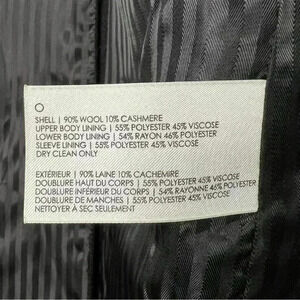 SHELL | 90% WOOL 10% CASHMERE
UPPER BODY LINING | 55% POLYESTER 45% VISCOSE
LOWER BODY LINING | 54% RAYON 46% POLYESTER
SLEEVE LINING | 55% POLYESTER 45% VISCOSE
DRY CLEAN ONLY
EXTÉRIEUR | 90% LAINE 10% CACHEMIRE
DOUBLURE HAUT DU CORPS | 55% POLYESTER 45% VISCOSE
DOUBLURE INFÉRIEUR DU CORPS | 54% RAYONNE 46% POLYESTER
DOUBLURE DE MANCHES | 55% POLYESTER 45% VISCOSE
NETTOYER À SEC SEULEMENT